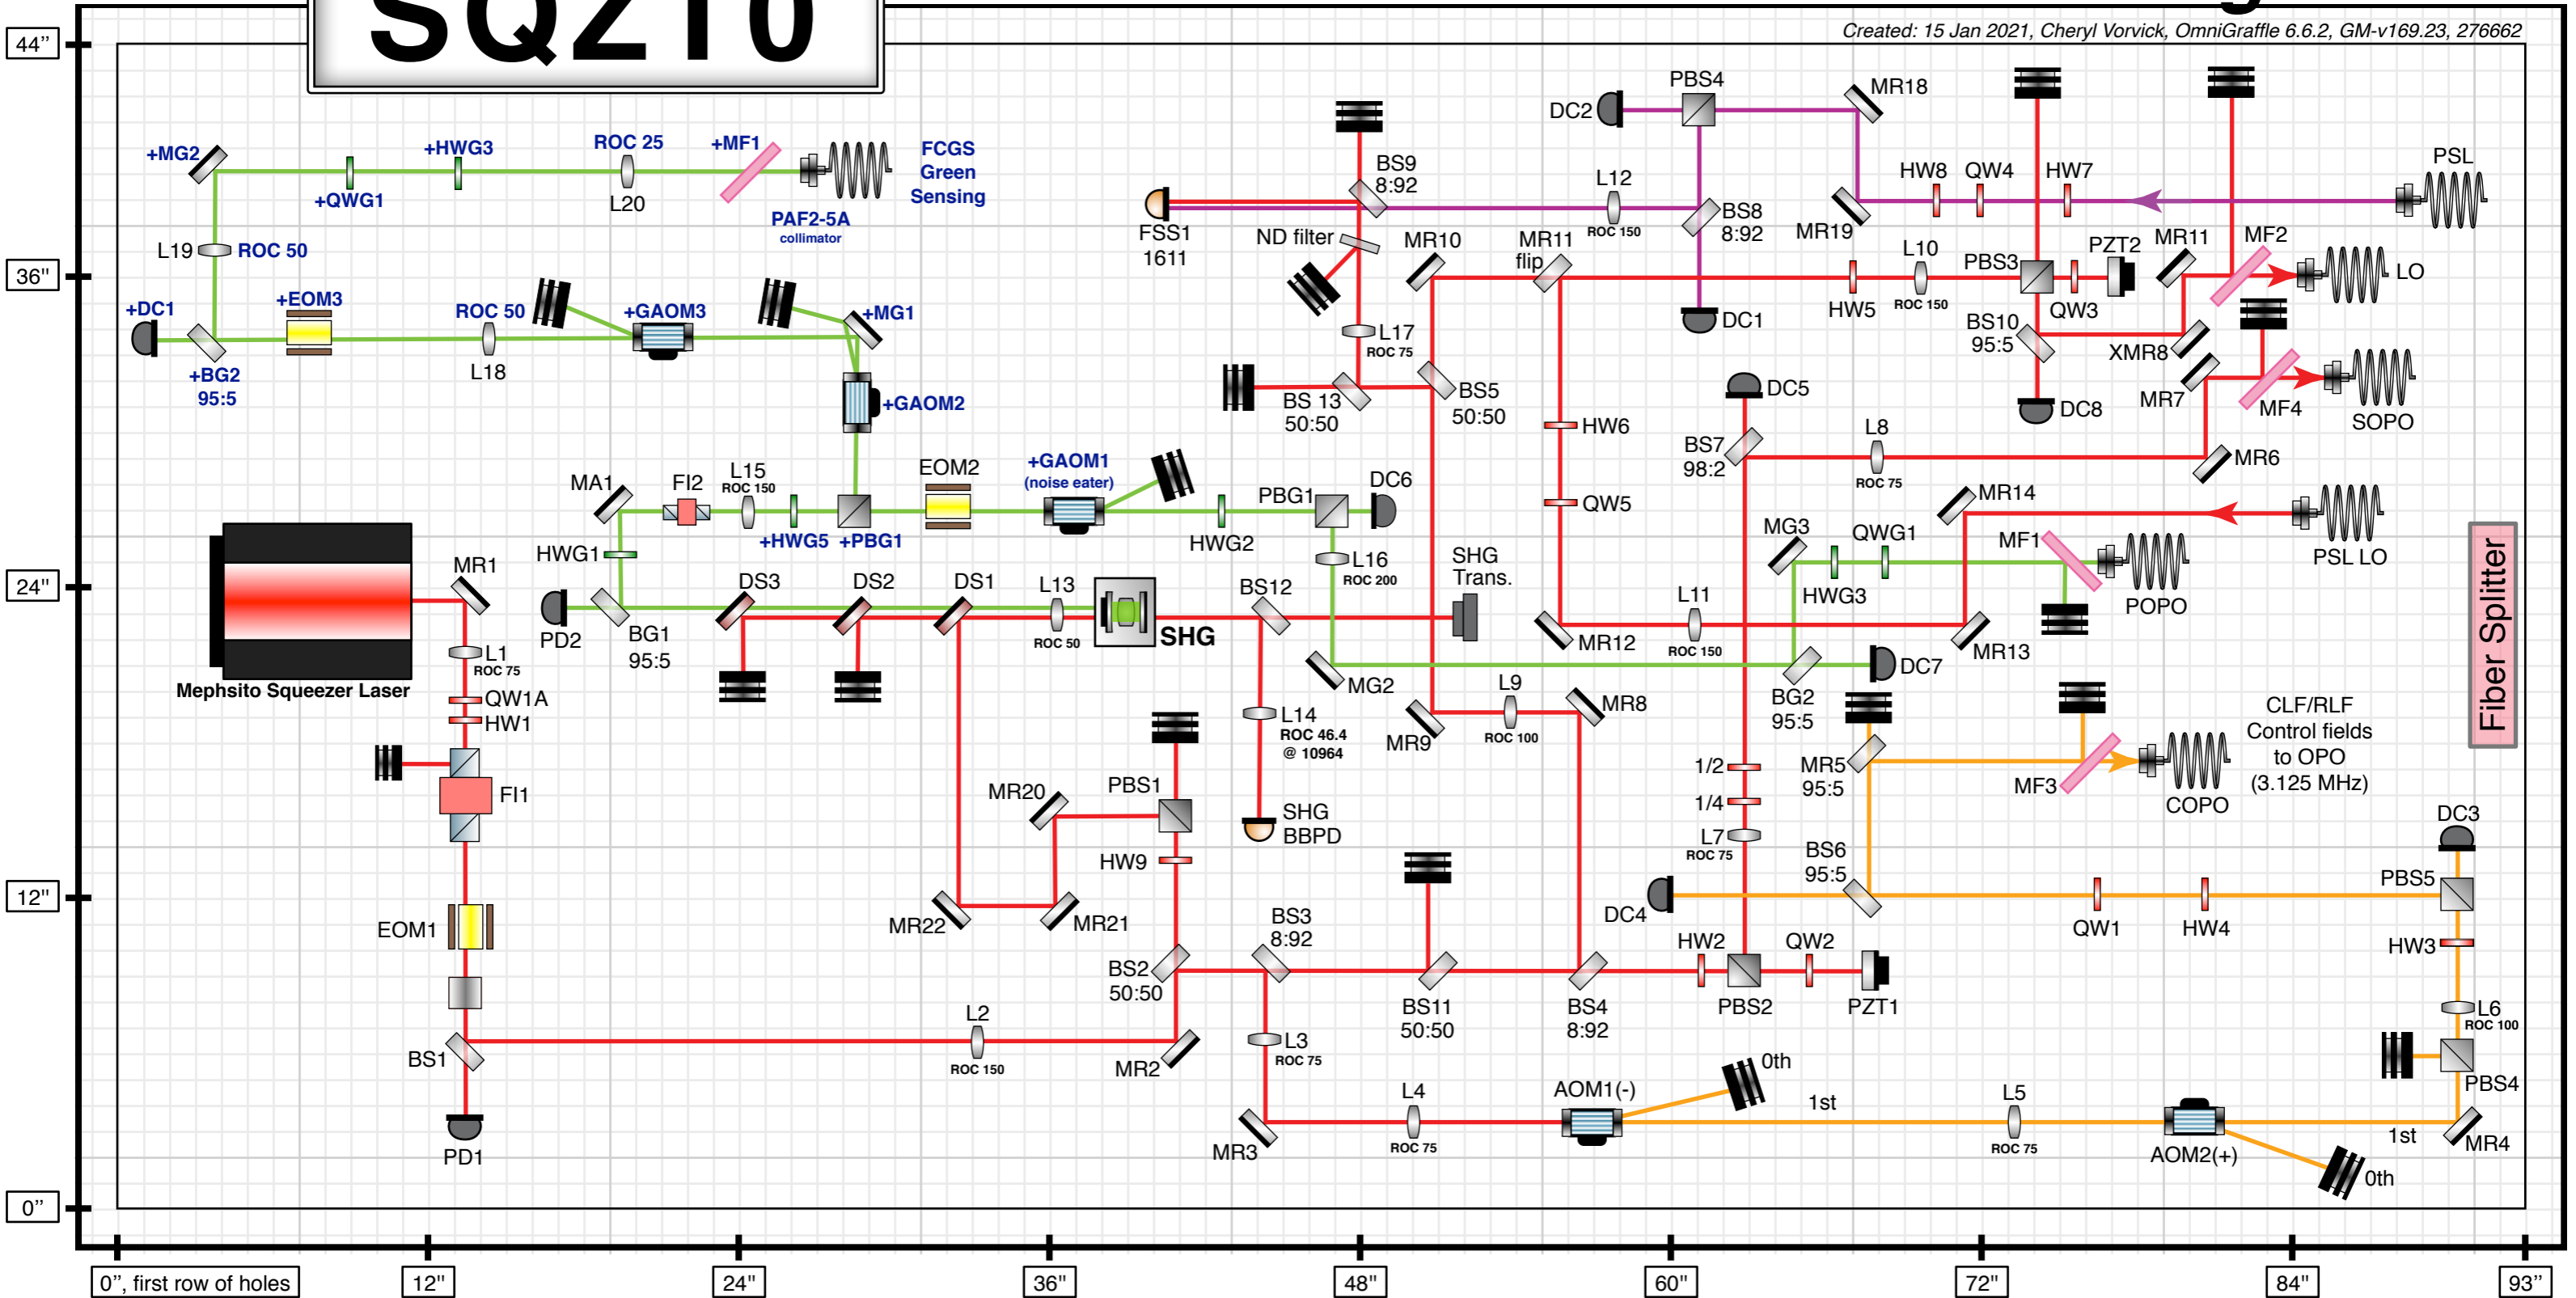 SQZT0
Created: 15 Jan 2021, Cheryl Vorvick, OmniGraffle 6.6.2, GM-v169.23, 276662
44”
36"
24"
12"
0”
0”, first row of holes
12"
24"
36"
48"
60"
72"
84"
93”
+MG2
+QWG1
+HWG3
ROC 25
L20
+MF1
FCGS
Green
Sensing
PAF2-5A
collimator
L19
ROC 50
+DC1
+BG2
95:5
+EOM3
ROC 50
L18
+GAOM3
+MG1
+GAOM2
MA1
FI2
L15
ROC 150
+HWG5
+PBG1
EOM2
+GAOM1
(noise eater)
HWG2
PBG1
DC6
L16
ROC 200
HWG1
PD2
BG1
95:5
DS3
DS2
DS1
L13
ROC 50
SHG
BS12
SHG
Trans.
MG2
L14
ROC 46.4
@ 10964
SHG
BBPD
Mephsito Squeezer Laser
MR1
L1
ROC 75
QW1A
HW1
FI1
EOM1
BS1
PD1
L2
ROC 150
MR2
BS2
50:50
HW9
PBS1
MR20
MR21
MR22
BS3
8:92
L3
ROC 75
MR3
L4
ROC 75
AOM1(-)
0th
1st
L5
ROC 75
AOM2(+)
0th
1st
MR4
PBS4
L6
ROC 100
HW3
PBS5
DC3
HW4
QW1
BS6
95:5
DC4
MR5
95:5
MF3
COPO
CLF/RLF
Control fields
to OPO
(3.125 MHz)
Fiber Splitter
BS11
50:50
BS4
8:92
HW2
PBS2
QW2
PZT1
L7
ROC 75
1/4
1/2
BS7
98:2
DC5
L8
ROC 75
MR6
MR7
MF4
SOPO
MR8
L9
ROC 100
MR9
BS5
50:50
BS 13
50:50
L17
ROC 75
ND filter
BS9
8:92
FSS1
1611
L12
ROC 150
BS8
8:92
DC1
DC2
PBS4
MR18
MR19
HW8
QW4
HW7
PSL
MR10
MR11
flip
HW5
L10
ROC 150
PBS3
QW3
PZT2
BS10
95:5
DC8
XMR8
MR11
MF2
LO
HW6
QW5
MR12
L11
ROC 150
MR13
MR14
PSL LO
MG3
HWG3
QWG1
MF1
POPO
BG2
95:5
DC7